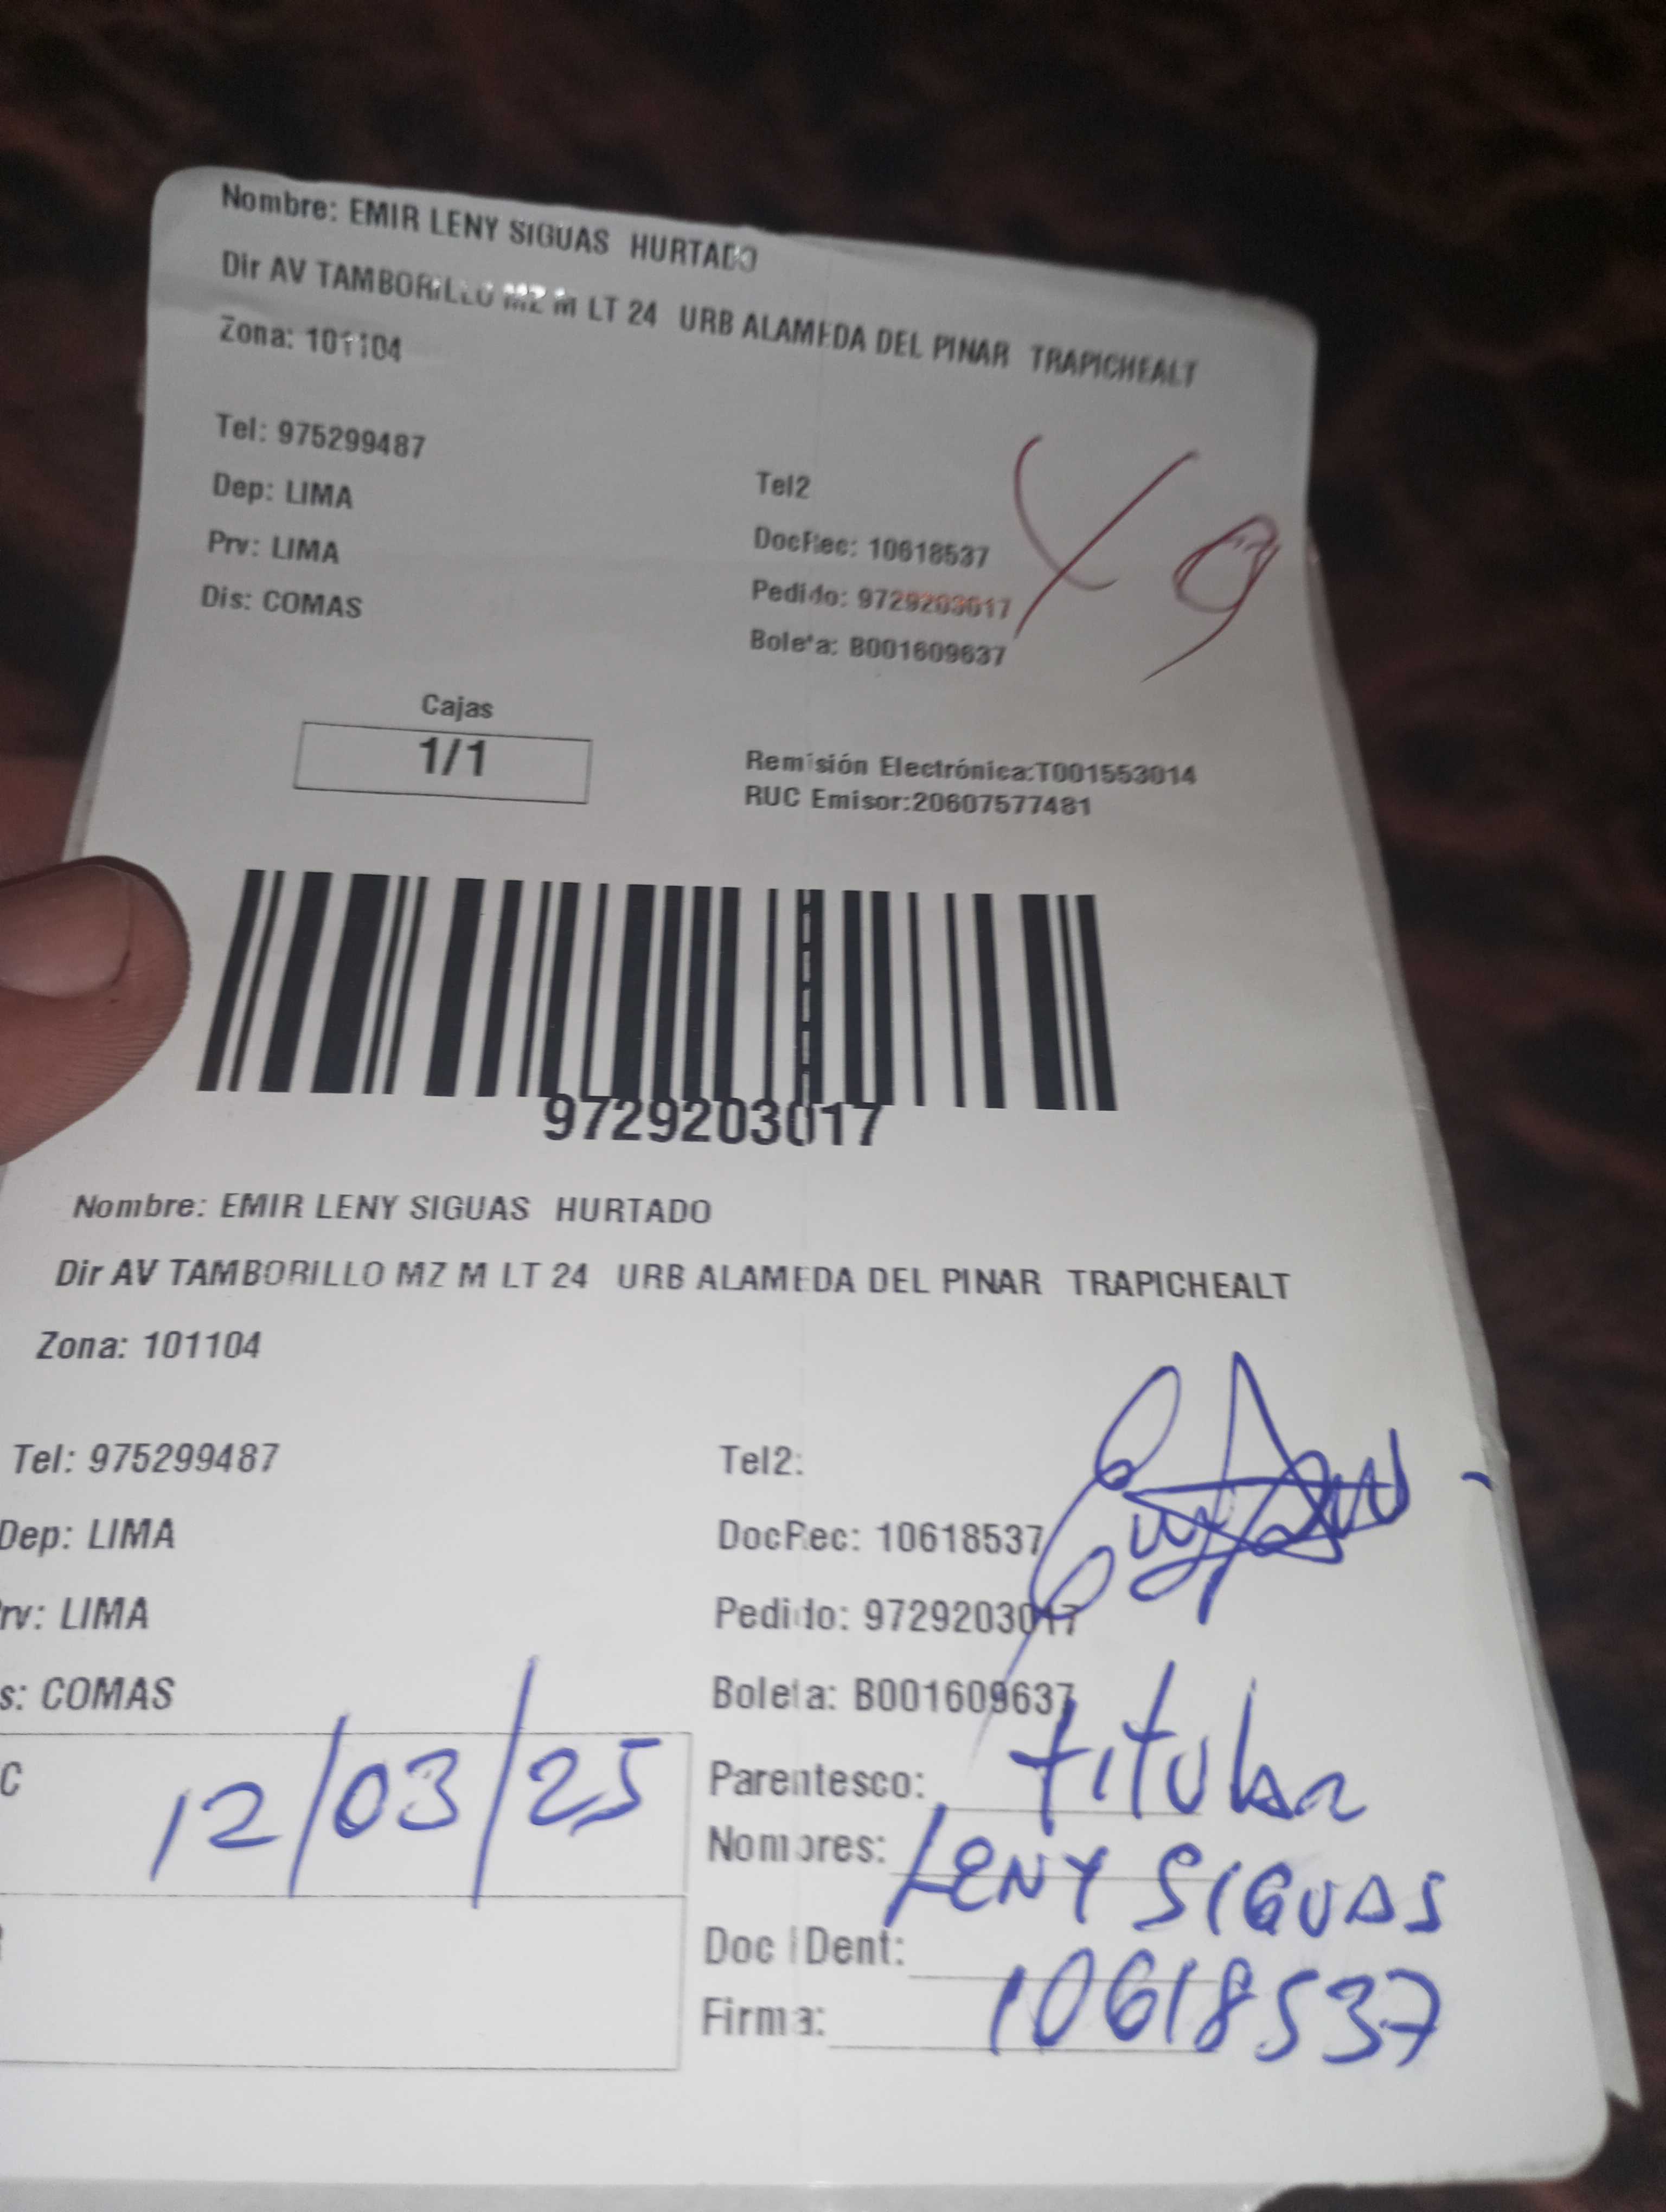 Nombre: EMIR LENY SIGUAS HURTADO
Dir AV TAMBORILLO MZ M LT 24 URB ALAMEDA DEL PINAR TRAPICHEALT
Zona: 101104
Tel: 975299487
Tel2
Dep: LIMA
DocRec: 10618537
Prv: LIMA
Pedido: 9729203017
Dis: COMAS
Boleta: B001609637
Cajas
1/1
Remisión Electrónica:T001553014
RUC Emisor:20607577481
9729203017
Nombre: EMIR LENY SIGUAS HURTADO
Dir AV TAMBORILLO MZ M LT 24 URB ALAMEDA DEL PINAR TRAPICHEALT
Zona: 101104
Tel: 975299487
Tel2:
Dep: LIMA
DocRec: 10618537
rv: LIMA
Pedido: 9729203017
s: COMAS
Boleta: B001609637
C 12/03/25
Parentesco: titular
Nombres: LENY SIGUAS
Doc IDent: 10618537
Firma: